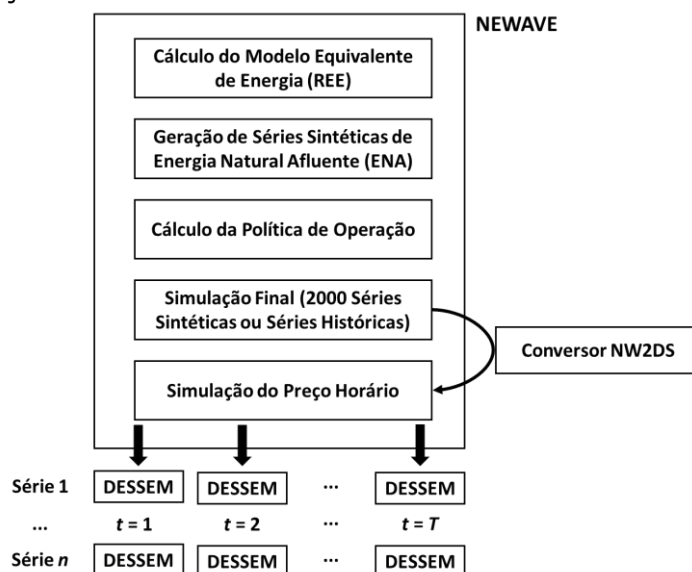 NEWAVE
Cálculo do Modelo Equivalente
de Energia (REE)
Geração de Séries Sintéticas de
Energia Natural Afluente (ENA)
Cálculo da Política de Operação
Simulação Final (2000 Séries
Sintéticas ou Séries Históricas)
Conversor NW2DS
Simulação do Preço Horário
Série 1 DESSEM DESSEM ... DESSEM
... t = 1 t = 2 ... t = T
Série n DESSEM DESSEM ... DESSEM